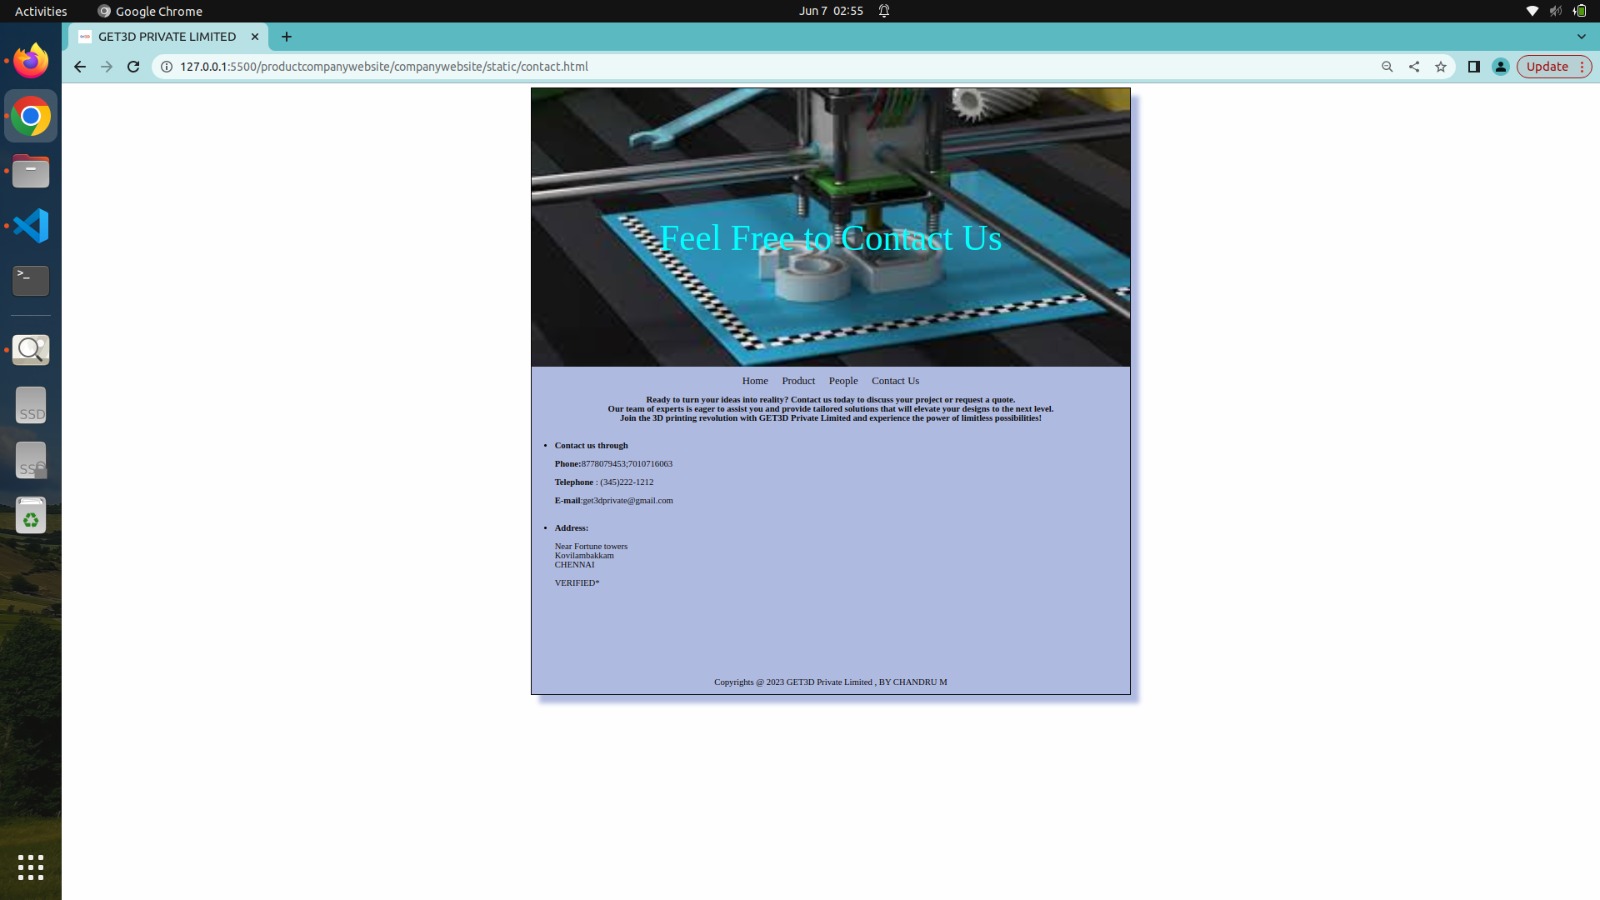 Activities
Google Chrome
Jun 7 02:55
GET3D PRIVATE LIMITED
127.0.0.1:5500/productcompanywebsite/companywebsite/static/contact.html
Update
Feel Free to Contact Us
Home Product People Contact Us
Ready to turn your ideas into reality? Contact us today to discuss your project or request a quote.
Our team of experts is eager to assist you and provide tailored solutions that will elevate your designs to the next level.
Join the 3D printing revolution with GET3D Private Limited and experience the power of limitless possibilities!
• Contact us through
Phone:8778079453;7010716063
Telephone : (345)222-1212
E-mail:get3dprivate@gmail.com
• Address:
Near Fortune towers
Kovilambakkam
CHENNAI
VERIFIED*
Copyrights @ 2023 GET3D Private Limited , BY CHANDRU M
>_
SSD